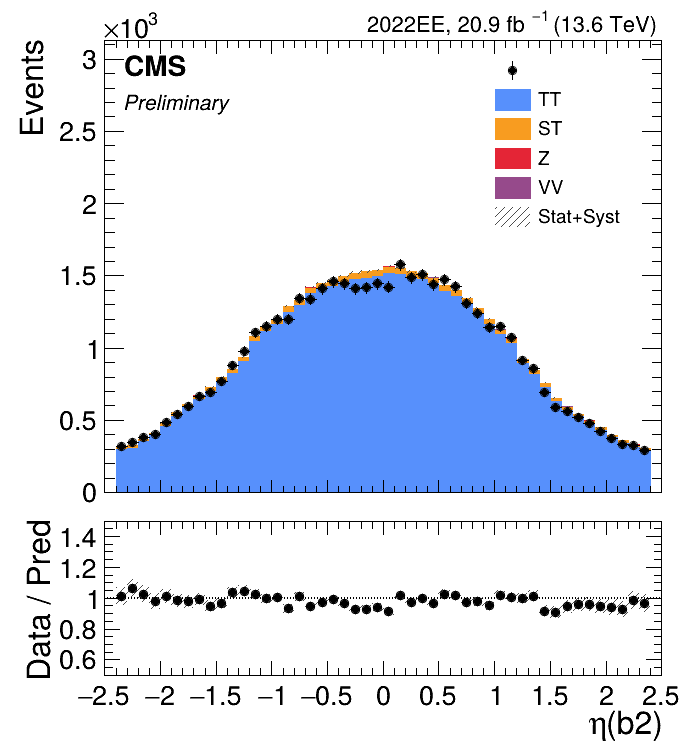 ×10³
2022EE, 20.9 fb⁻¹ (13.6 TeV)
Events
CMS
Preliminary
TT
ST
Z
VV
Stat+Syst
3
2.5
2
1.5
1
0.5
0
Data / Pred
1.4
1.2
1
0.8
0.6
−2.5 −2 −1.5 −1 −0.5 0 0.5 1 1.5 2 2.5
η(b2)